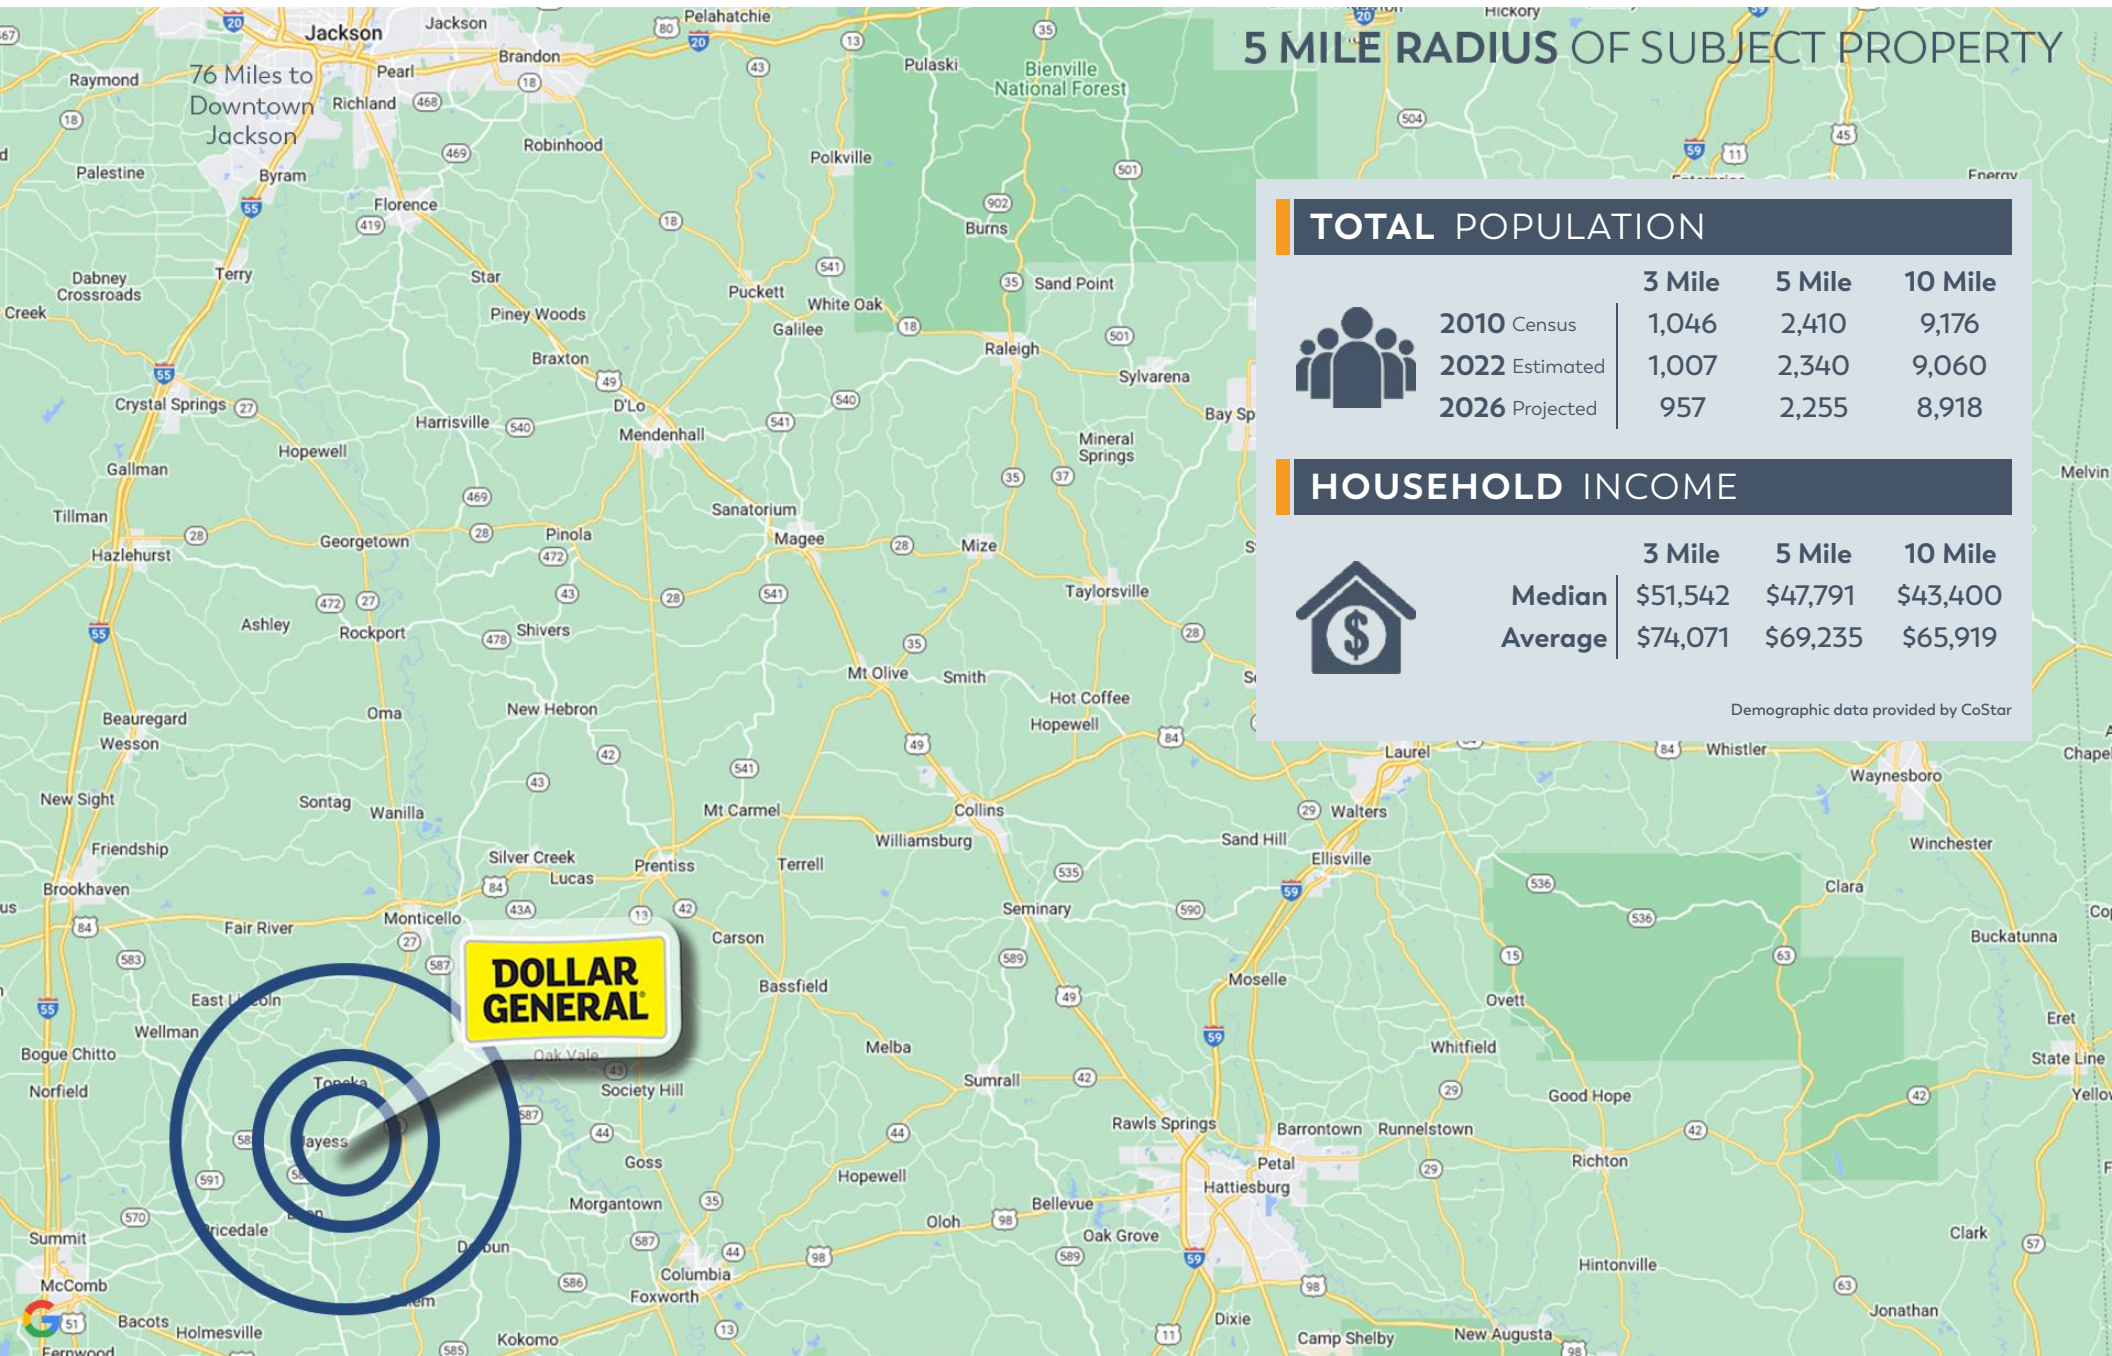 5 MILE RADIUS OF SUBJECT PROPERTY
76 Miles to
Downtown
Jackson
TOTAL POPULATION
3 Mile 5 Mile 10 Mile
2010 Census 1,046 2,410 9,176
2022 Estimated 1,007 2,340 9,060
2026 Projected 957 2,255 8,918
HOUSEHOLD INCOME
3 Mile 5 Mile 10 Mile
Median $51,542 $47,791 $43,400
Average $74,071 $69,235 $65,919
Demographic data provided by CoStar
DOLLAR
GENERAL
Jackson
Jackson
Pelahatchie
Hickory
Raymond
Pearl
Brandon
Pulaski
Bienville
National Forest
Richland
Robinhood
Polkville
Palestine
Byram
Energy
Florence
Burns
Dabney
Crossroads
Terry
Star
Puckett
White Oak
Sand Point
Creek
Piney Woods
Galilee
Raleigh
Braxton
Sylvarena
Crystal Springs
D'Lo
Harrisville
Mendenhall
Mineral
Springs
Hopewell
Gallman
Melvin
Tillman
Sanatorium
Hazlehurst
Georgetown
Pinola
Magee
Mize
Taylorsville
Ashley
Rockport
Shivers
Mt Olive
Smith
Hot Coffee
Hopewell
Beauregard
Wesson
Oma
New Hebron
Laurel
Whistler
Waynesboro
New Sight
Sontag
Wanilla
Mt Carmel
Collins
Walters
Williamsburg
Sand Hill
Winchester
Friendship
Silver Creek
Lucas
Prentiss
Terrell
Ellisville
Clara
Brookhaven
Monticello
Fair River
Seminary
Carson
Buckatunna
Bassfield
Moselle
Ovett
Eret
Wellman
Bogue Chitto
Oak Vale
Melba
Whitfield
State Line
Norfield
Topeka
Society Hill
Sumrall
Good Hope
Jayess
Rawls Springs
Barrontown
Runnelstown
Goss
Hopewell
Petal
Richton
Hattiesburg
Morgantown
Bellevue
Oloh
Oak Grove
Summit
Clark
McComb
Columbia
Foxworth
Hintonville
Bacots
Holmesville
Kokomo
Dixie
Camp Shelby
New Augusta
Jonathan
Fernwood